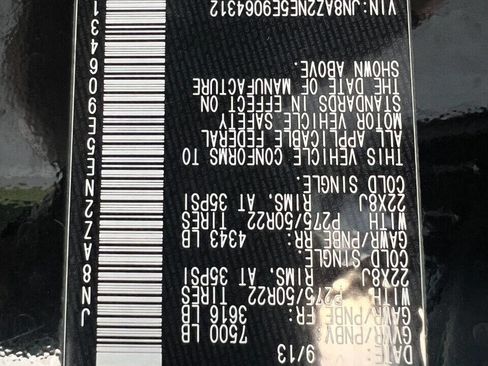 DATE: 9/13
GVWR/PNBV: 7500 LB
GAWR/PNBE FR: 3616 LB
WITH P275/50R22 TIRES
22X8J RIMS, AT 35PSI
COLD SINGLE.
GAWR/PNBE RR: 4343 LB
WITH P275/50R22 TIRES
22X8J RIMS, AT 35PSI
COLD SINGLE.
THIS VEHICLE CONFORMS TO
ALL APPLICABLE FEDERAL
MOTOR VEHICLE SAFETY
STANDARDS IN EFFECT ON
THE DATE OF MANUFACTURE
SHOWN ABOVE.
VIN:JN8AZ2NE5E9064312
JN8AZ2NE5E906431